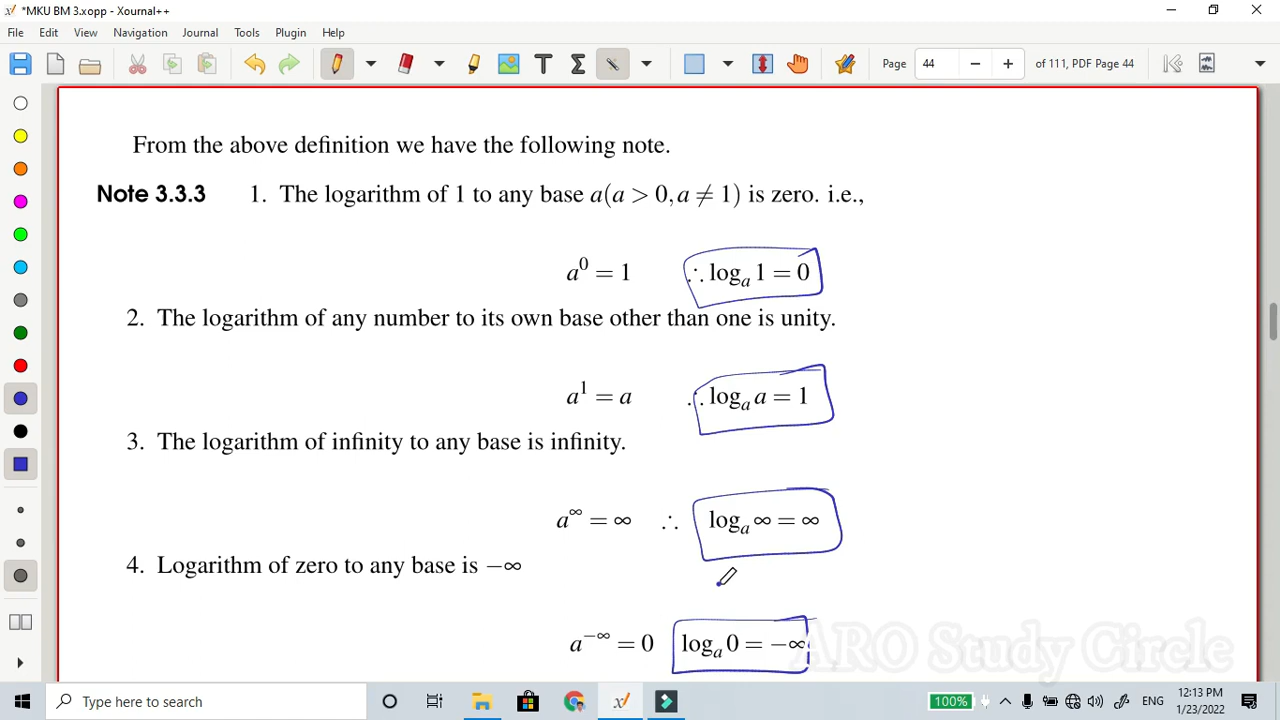 *MKU BM 3.xopp - Xournal++
File Edit View Navigation Journal Tools Plugin Help
Page 44 of 111, PDF Page 44
From the above definition we have the following note.
Note 3.3.3 1. The logarithm of 1 to any base a(a > 0, a ≠ 1) is zero. i.e.,
a⁰ = 1 ∴ logₐ 1 = 0
2. The logarithm of any number to its own base other than one is unity.
a¹ = a ∴ logₐ a = 1
3. The logarithm of infinity to any base is infinity.
a^∞ = ∞ ∴ logₐ ∞ = ∞
4. Logarithm of zero to any base is −∞
a^−∞ = 0 logₐ 0 = −∞
ARO Study Circle
Type here to search
100%
ENG
12:13 PM
1/23/2022